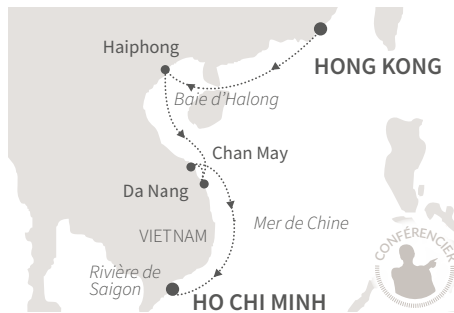 Haiphong
HONG KONG
Baie d'Halong
Chan May
Da Nang
VIETNAM
Mer de Chine
CONFÉRENCIER
Rivière de
Saigon
HO CHI MINH